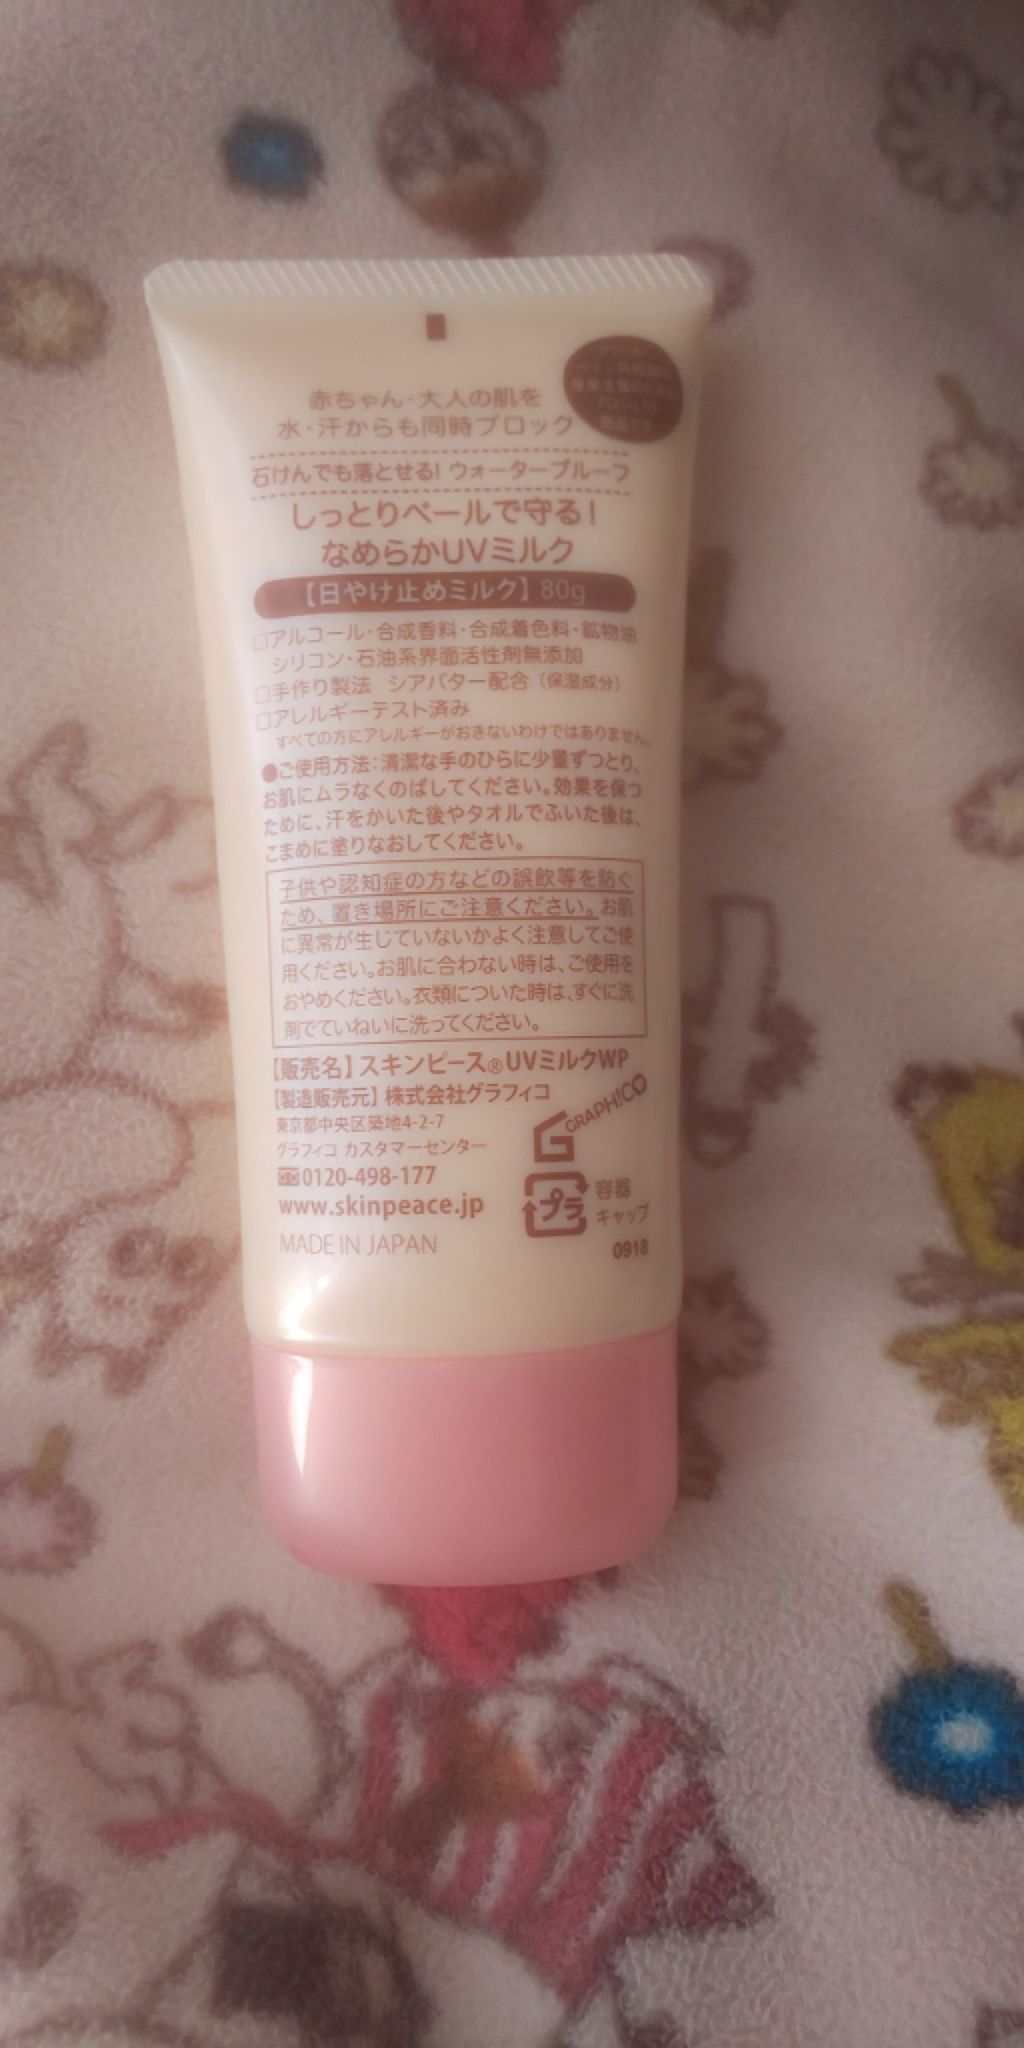 赤ちゃん・大人の肌を
水・汗からも同時ブロック
石けんでも落とせる! ウォータープルーフ
しっとりベールで守る!
なめらかUVミルク
【日やけ止めミルク】80g
□アルコール・合成香料・合成着色料・鉱物油
シリコン・石油系界面活性剤無添加
□手作り製法 シアバター配合（保湿成分）
□アレルギーテスト済み
すべての方にアレルギーがおきないわけではありません。
●ご使用方法：清潔な手のひらに少量ずつとり、
お肌にムラなくのばしてください。効果を保つ
ために、汗をかいた後やタオルでふいた後は、
こまめに塗りなおしてください。
子供や認知症の方などの誤飲等を防ぐ
ため、置き場所にご注意ください。お肌
に異常が生じていないかよく注意してご使
用ください。お肌に合わない時は、ご使用を
おやめください。衣類についた時は、すぐに洗
剤でていねいに洗ってください。
【販売名】スキンピース®UVミルクWP
【製造販売元】株式会社グラフィコ
東京都中央区築地4-2-7
グラフィコ カスタマーセンター
0120-498-177
www.skinpeace.jp
MADE IN JAPAN
GRAPH!CO
プラ
容器
キャップ
0918